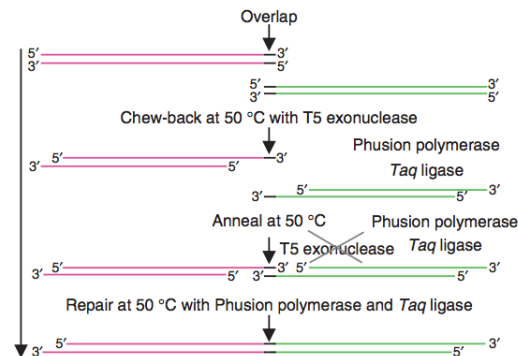 Overlap
5′ 3′
3′ 5′
5′ 3′
3′ 5′
Chew-back at 50 °C with T5 exonuclease
Phusion polymerase
Taq ligase
5′ 3′
3′ 5′
5′ 3′
3′ 5′
Anneal at 50 °C
Phusion polymerase
T5 exonuclease
Taq ligase
5′ 3′ 5′ 3′
3′ 5′ 3′ 5′
Repair at 50 °C with Phusion polymerase and Taq ligase
5′ 3′
3′ 5′